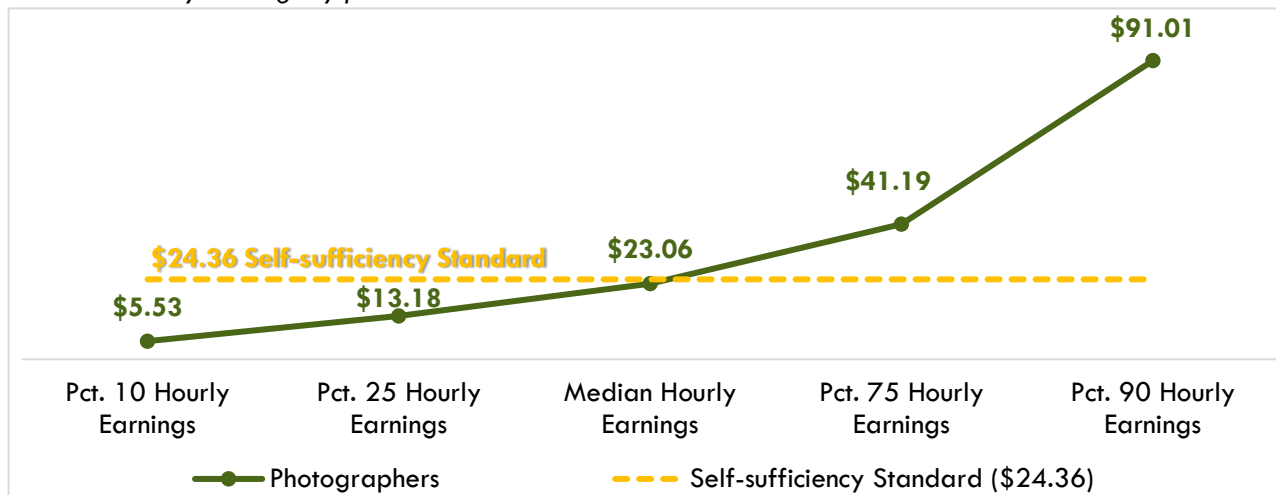 $91.01
$41.19
$24.36 Self-sufficiency Standard
$23.06
$5.53
$13.18
Pct. 10 Hourly Earnings
Pct. 25 Hourly Earnings
Median Hourly Earnings
Pct. 75 Hourly Earnings
Pct. 90 Hourly Earnings
Photographers
Self-sufficiency Standard ($24.36)